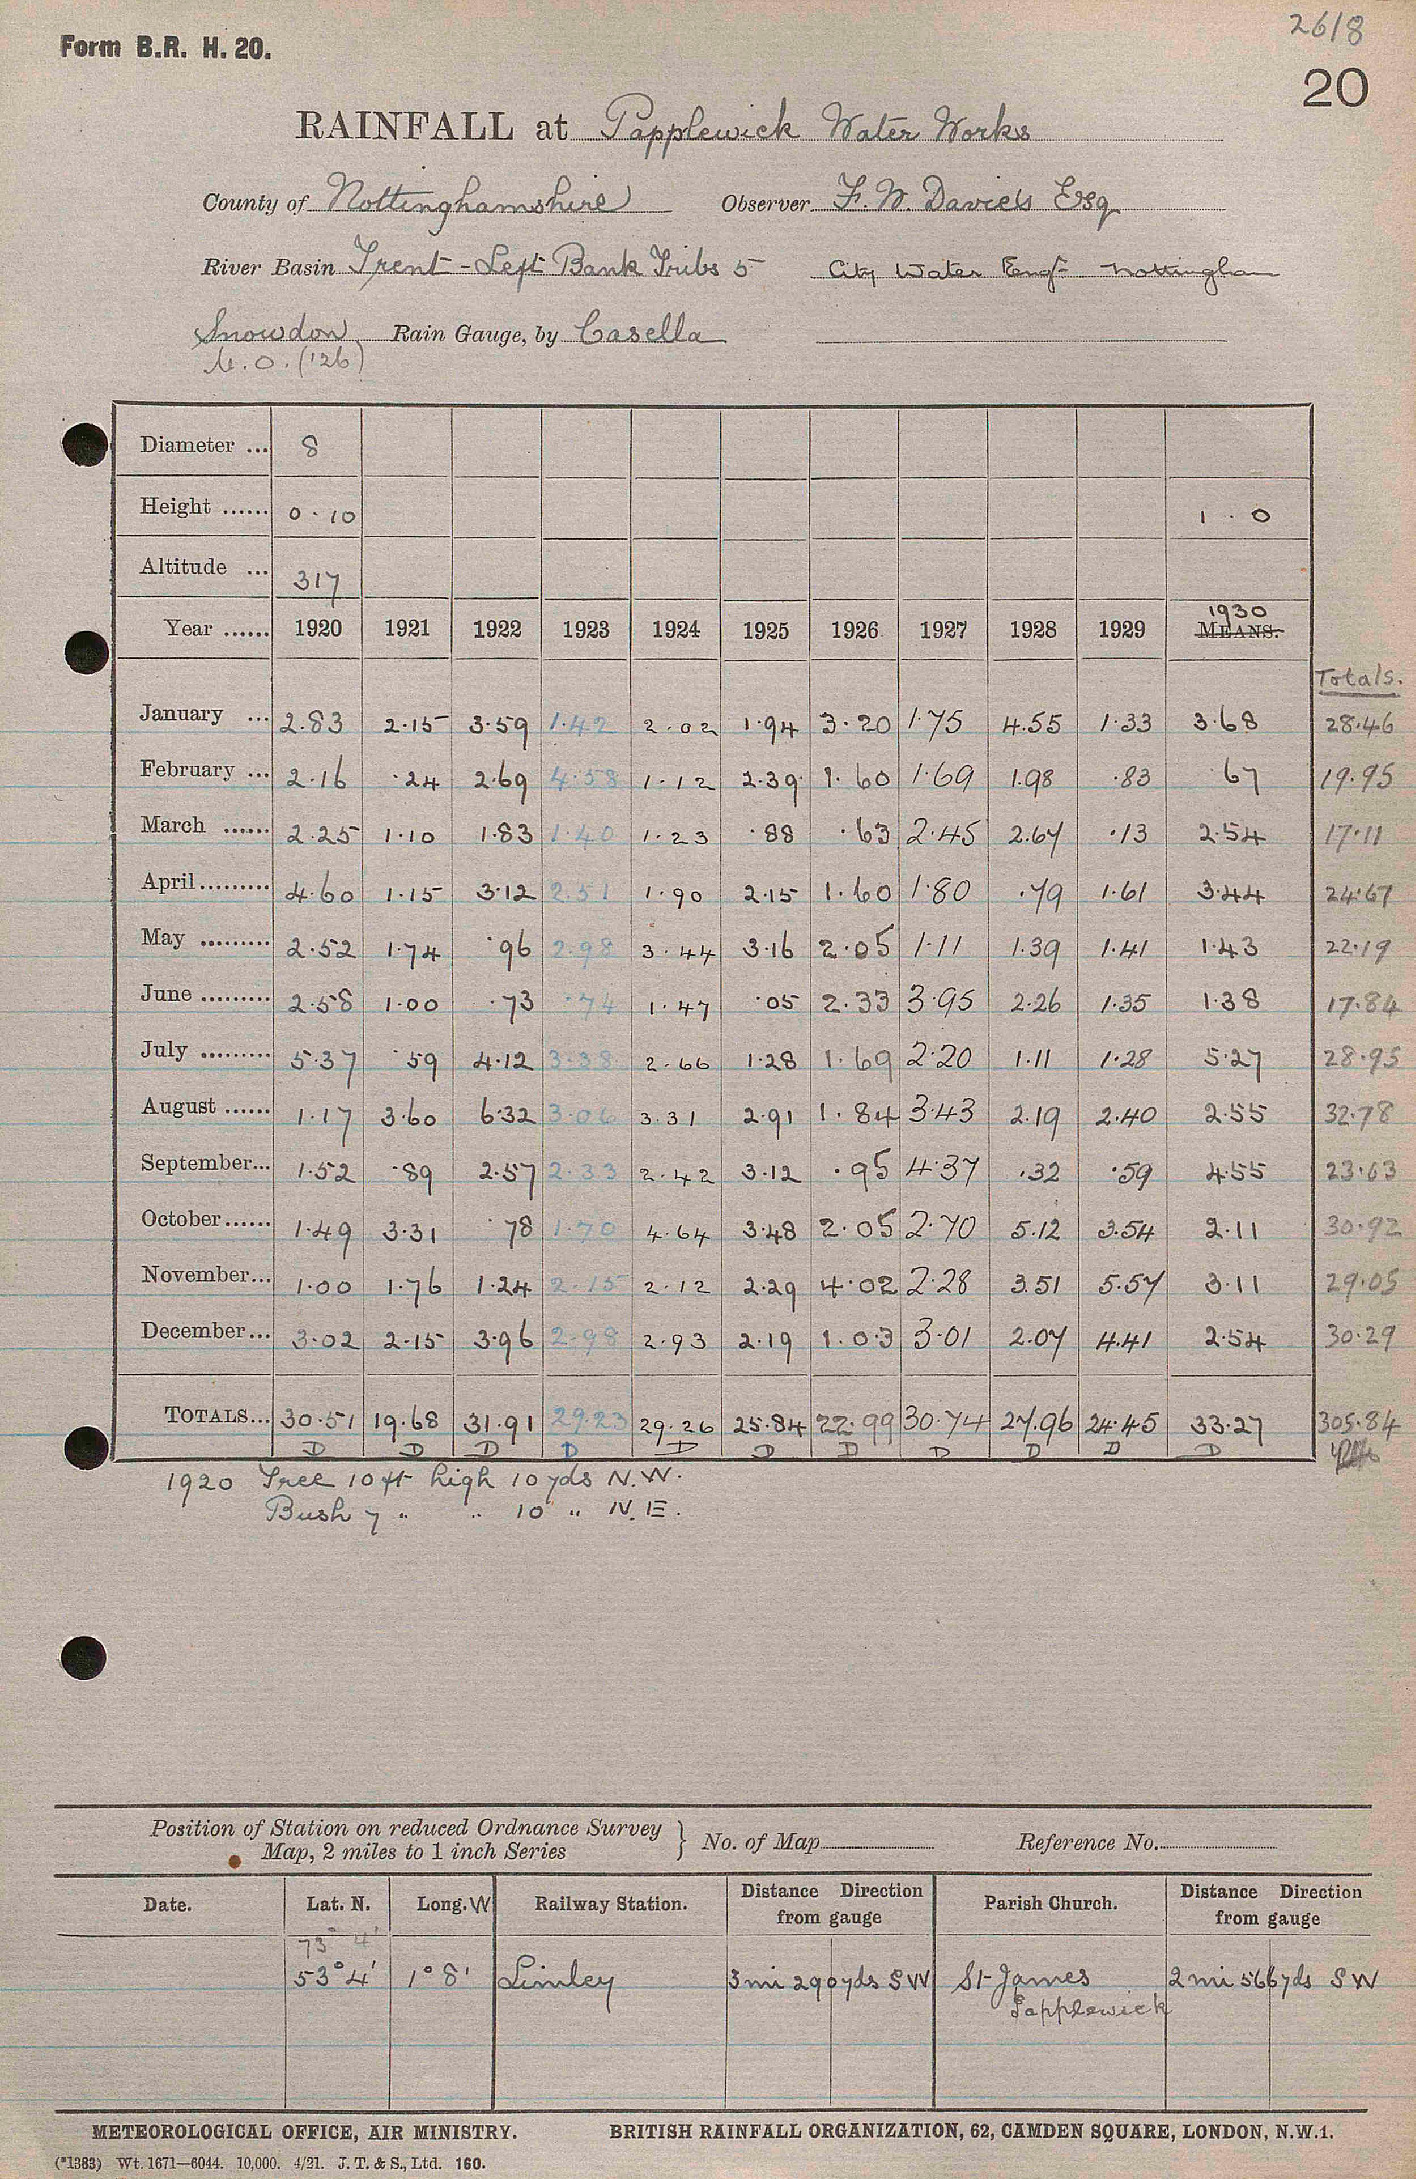 2618
Form B.R. H. 20.
20
RAINFALL at Papplewick Water Works
County of Nottinghamshire Observer F. W. Davies Esq
River Basin Trent - Left Bank Tribs 5 City Water Engr Nottingham
Snowdon Rain Gauge, by Casella
M.O. (126)
Diameter ... 8
Height ...... 0·10 1·0
Altitude ... 317
1930
Year ...... 1920 1921 1922 1923 1924 1925 1926 1927 1928 1929 MEANS.
Totals.
January ... 2.83 2·15 3·59 1·42 2·02 1·94 3·20 1·75 4.55 1·33 3·68 28·46
February ... 2·16 ·24 2·69 4·58 1·12 2·39 1·60 1·69 1.98 ·83 ·67 19·95
March ...... 2·25 1·10 1·83 1·40 1·23 ·88 ·63 2·45 2.67 ·13 2·54 17·11
April ......... 4·60 1·15 3·12 2·51 1·90 2·15 1·60 1·80 ·79 1·61 3·44 24·67
May ......... 2·52 1·74 ·96 2·98 3·44 3·16 2·05 1·11 1·39 1·41 1·43 22·19
June ......... 2·58 1·00 ·73 ·74 1·47 ·05 2·33 3·95 2·26 1·35 1·38 17·84
July ......... 5·37 ·59 4·12 3·38 2·66 1·28 1·69 2·20 1·11 1·28 5·27 28·95
August ...... 1·17 3·60 6·32 3·06 3·31 2·91 1·84 3·43 2·19 2·40 2·55 32·78
September... 1·52 ·89 2·57 2·33 2·42 3·12 ·95 4·37 ·32 ·59 4·55 23·63
October...... 1·49 3·31 ·78 1·70 4·64 3·48 2·05 2·70 5·12 3·54 2·11 30·92
November... 1·00 1·76 1·24 2·15 2·12 2·29 4·02 2·28 3.51 5·57 3·11 29·05
December... 3·02 2·15 3·96 2·98 2·93 2·19 1·03 3·01 2·07 4·41 2·54 30·29
TOTALS... 30·51 19·68 31·91 29·23 29·26 25·84 22·99 30·74 27.96 24·45 33·27 305·84
D D D D D D D D D D D
1920 Tree 10 ft high 10 yds N.W.
Bush 7 " " 10 " N.E.
Position of Station on reduced Ordnance Survey
Map, 2 miles to 1 inch Series } No. of Map Reference No.
Date. Lat. N. Long. W Railway Station. Distance Direction from gauge Parish Church. Distance Direction from gauge
73° 4'
53° 4' 1° 8' Linley 3 mi 290 yds SW St James 2 mi 566 yds SW
Papplewick
METEOROLOGICAL OFFICE, AIR MINISTRY. BRITISH RAINFALL ORGANIZATION, 62, CAMDEN SQUARE, LONDON, N.W.1.
(*1383) Wt. 1671—6044. 10,000. 4/21. J. T. & S., Ltd. 160.